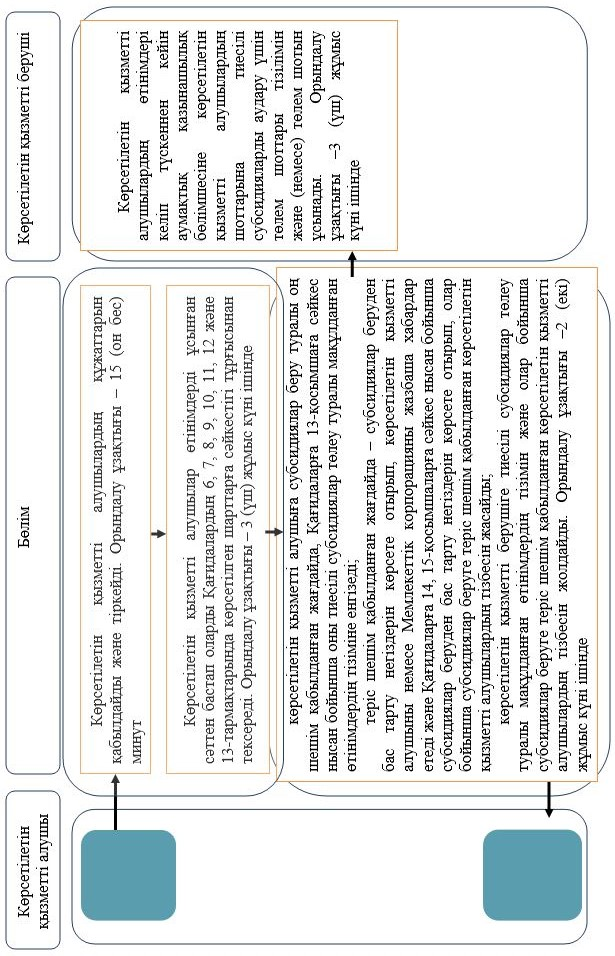 Көрсетілетін
қызметті алушы
Бөлім
Көрсетілетін қызметті беруші
Көрсетілетін қызметті алушылардың құжаттарын
қабылдайды және тіркейді. Орындалу ұзақтығы – 15 (он бес)
минут
Көрсетілетін қызметті алушылар өтінімдерді ұсынған
сәттен бастап оларды Қағидалардың 6, 7, 8, 9, 10, 11, 12 және
13-тармақтарында көрсетілген шарттарға сәйкестігі тұрғысынан
тексереді. Орындалу ұзақтығы – 3 (үш) жұмыс күні ішінде
көрсетілетін қызметті алушыға субсидиялар беру туралы оң
шешім қабылданған жағдайда, Қағидаларға 13-қосымшаға сәйкес
нысан бойынша оны тиесілі субсидиялар төлеу туралы мақұлданған
өтінімдердің тізіміне енгізеді;
теріс шешім қабылданған жағдайда – субсидиялар беруден
бас тарту негіздерін көрсете отырып, көрсетілетін қызметті
алушыны немесе Мемлекеттік корпорацияны жазбаша хабардар
етеді және Қағидаларға 14, 15-қосымшаларға сәйкес нысан бойынша
субсидиялар беруден бас тарту негіздерін көрсете отырып, олар
бойынша субсидиялар беруге теріс шешім қабылданған көрсетілетін
қызметті алушылардың тізбесін жасайды;
көрсетілетін қызметті берушіге тиесілі субсидиялар төлеу
туралы мақұлданған өтінімдердің тізімін және олар бойынша
субсидиялар беруге теріс шешім қабылданған көрсетілетін қызметті
алушылардың тізбесін жолдайды. Орындалу ұзақтығы –2 (екі)
жұмыс күні ішінде
Көрсетілетін қызметті
алушылардың өтінімдері
келіп түскеннен кейін
аумақтық қазынашылық
бөлімшесіне көрсетілетін
қызметті алушылардың
шоттарына тиесілі
субсидияларды аудару үшін
төлем шоттары тізілімін
және (немесе) төлем шотын
ұсынады. Орындалу
ұзақтығы –3 (үш) жұмыс
күні ішінде